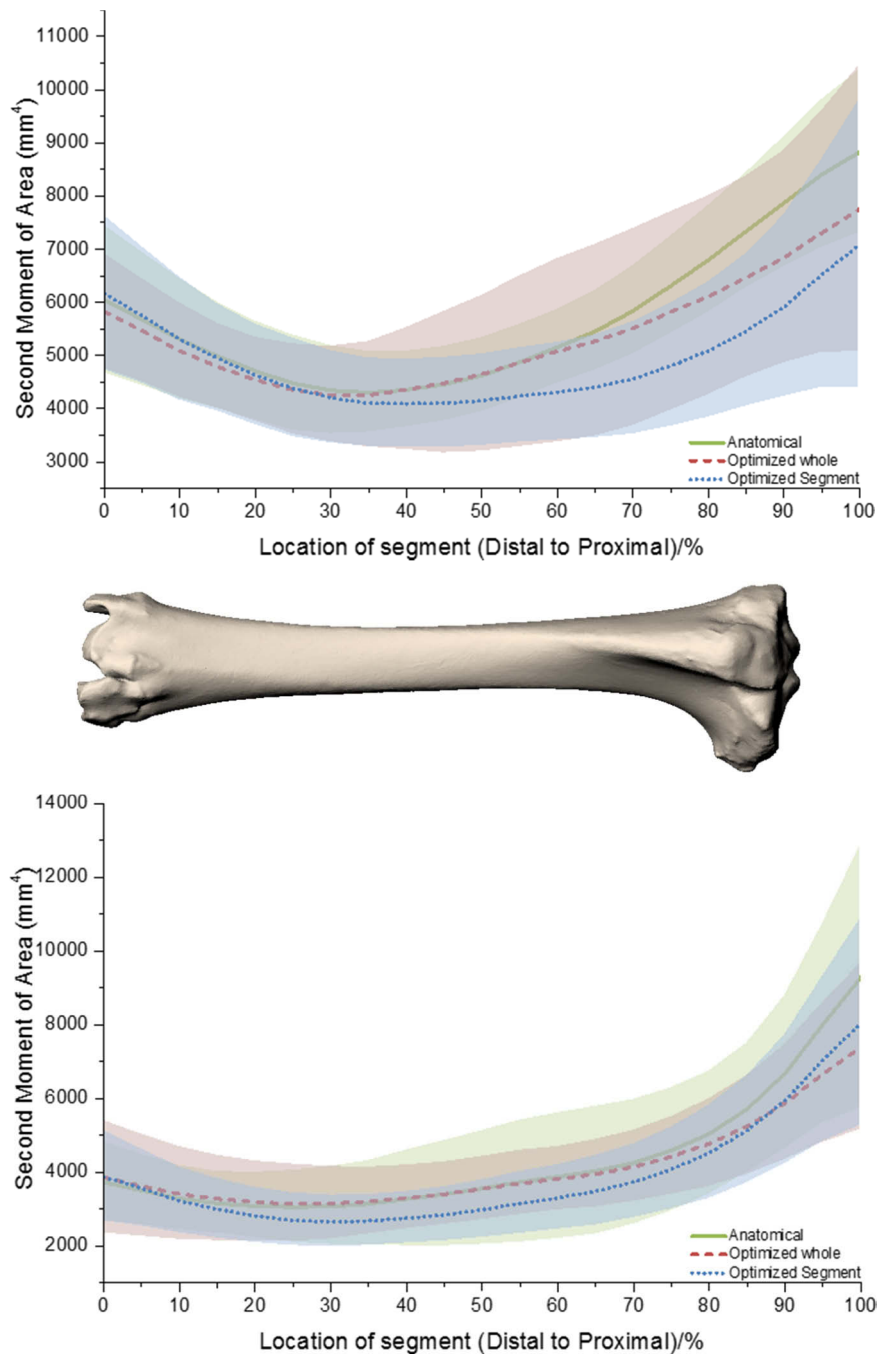 11000
10000
9000
8000
7000
6000
5000
4000
3000
Second Moment of Area (mm⁴)
Anatomical
Optimized whole
Optimized Segment
0 10 20 30 40 50 60 70 80 90 100
Location of segment (Distal to Proximal)/%
14000
12000
10000
8000
6000
4000
2000
Second Moment of Area (mm⁴)
Anatomical
Optimized whole
Optimized Segment
0 10 20 30 40 50 60 70 80 90 100
Location of segment (Distal to Proximal)/%